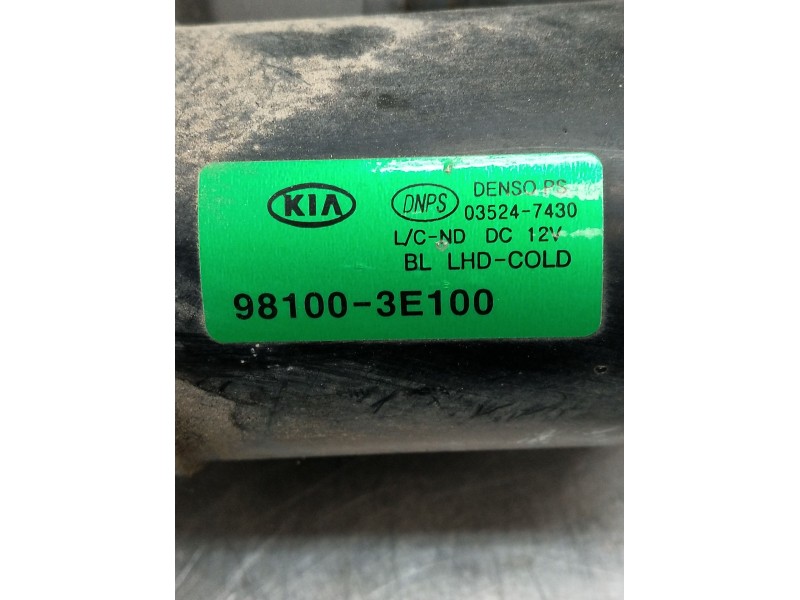 KIA
DNPS
DENSO PS
03524-7430
L/C-ND DC 12V
BL LHD-COLD
98100-3E100